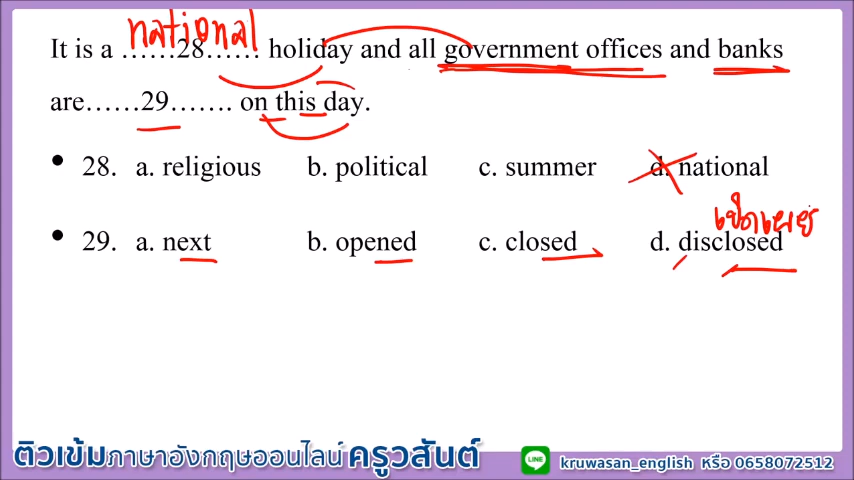 national
It is a ......28...... holiday and all government offices and banks
are......29....... on this day.
• 28. a. religious b. political c. summer d. national
เปิดเผย
• 29. a. next b. opened c. closed d. disclosed
ติวเข้มภาษาอังกฤษออนไลน์ ครูวสันต์
LINE kruwasan_english หรือ 0658072512